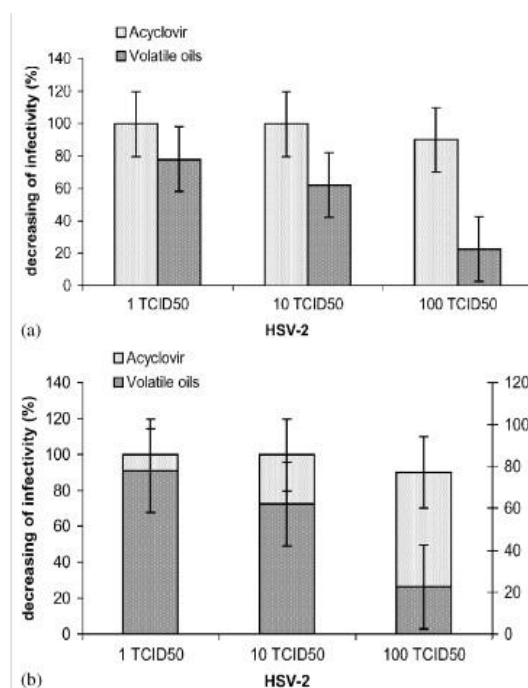 Acyclovir
Volatile oils
decreasing of infectivity (%)
140
120
100
80
60
40
20
0
1 TCID50 10 TCID50 100 TCID50
HSV-2
(a)
Acyclovir
Volatile oils
decreasing of infectivity (%)
140
120
100
80
60
40
20
0
120
100
80
60
40
20
0
1 TCID50 10 TCID50 100 TCID50
HSV-2
(b)